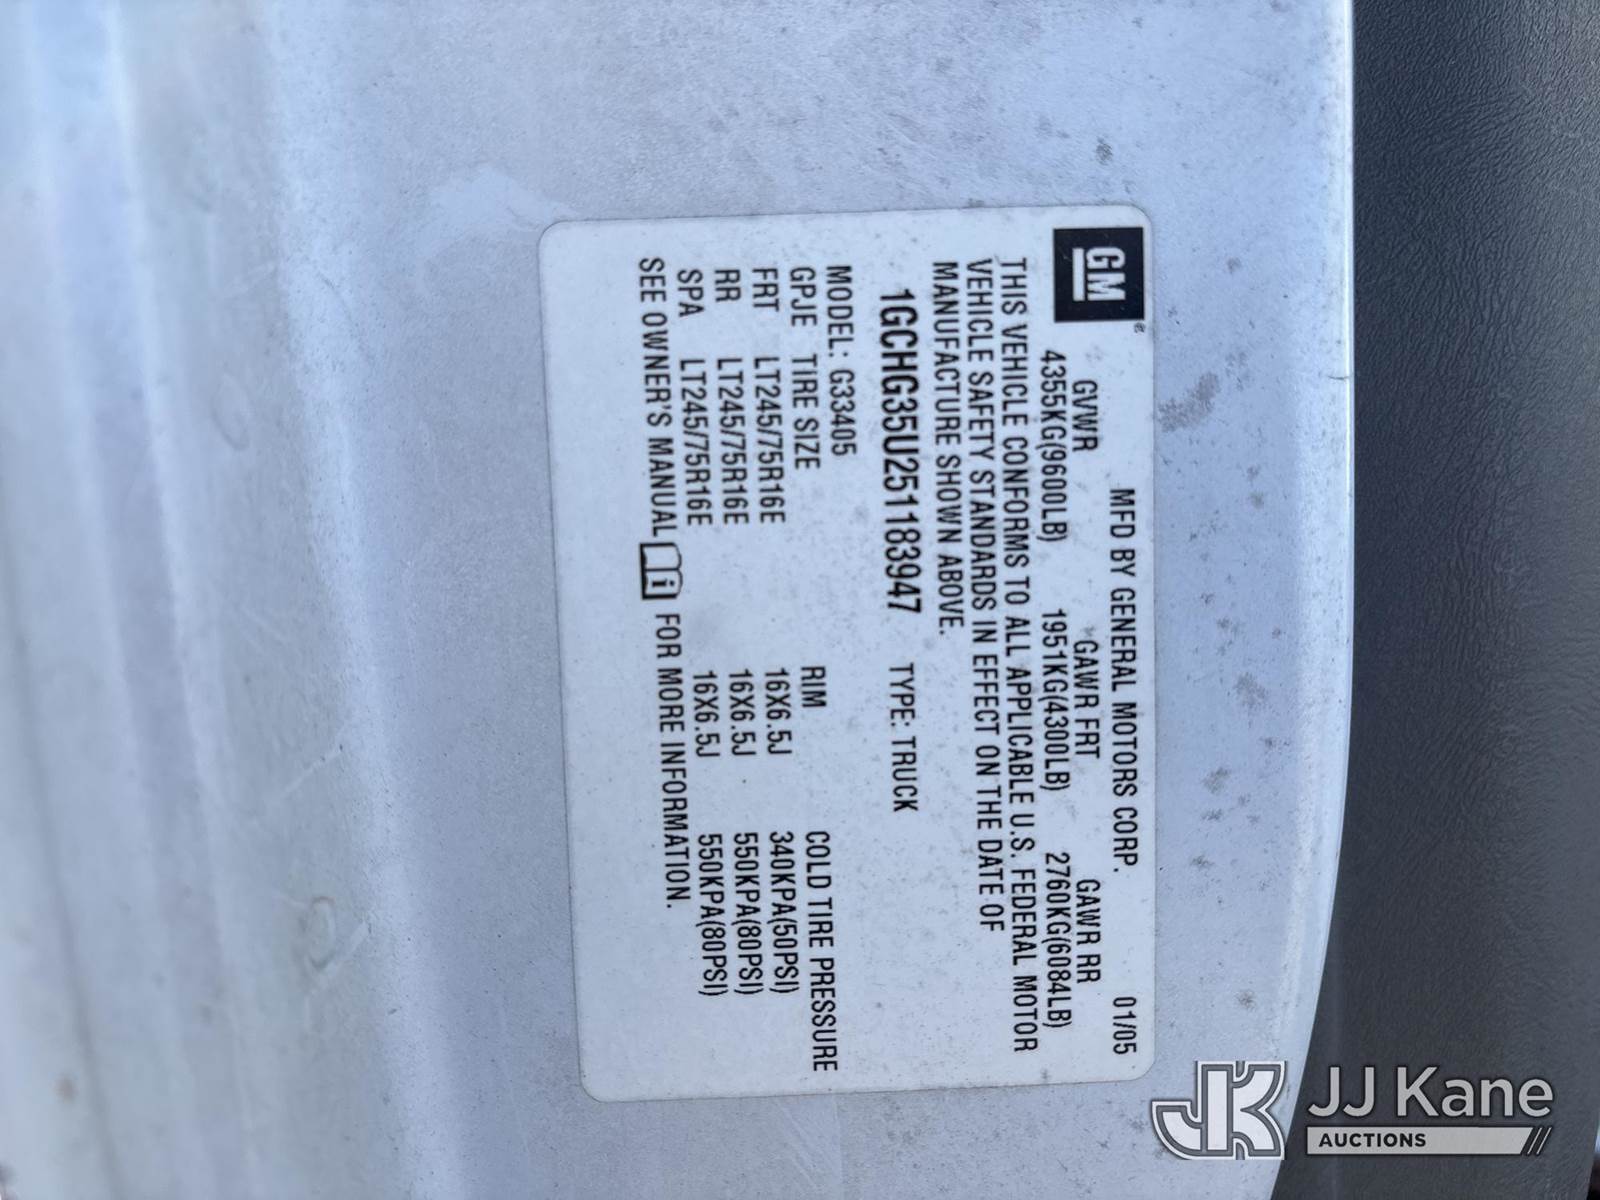 GM®
MFD BY GENERAL MOTORS CORP. 01/05
GVWR GAWR FRT GAWR RR
4355KG(9600LB) 1951KG(4300LB) 2760KG(6084LB)
THIS VEHICLE CONFORMS TO ALL APPLICABLE U.S. FEDERAL MOTOR
VEHICLE SAFETY STANDARDS IN EFFECT ON THE DATE OF
MANUFACTURE SHOWN ABOVE.
1GCHG35U251183947 TYPE: TRUCK
MODEL: G33405
GPJE TIRE SIZE RIM COLD TIRE PRESSURE
FRT LT245/75R16E 16X6.5J 340KPA(50PSI)
RR LT245/75R16E 16X6.5J 550KPA(80PSI)
SPA LT245/75R16E 16X6.5J 550KPA(80PSI)
SEE OWNER'S MANUAL i FOR MORE INFORMATION.
JK JJ Kane
AUCTIONS